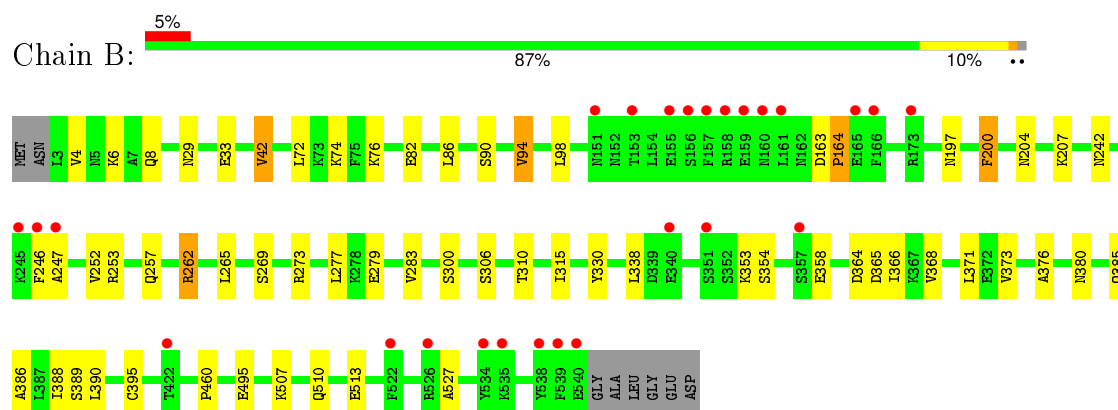 5%
Chain B:
87%
10%
••
MET ASN L3 V4 N5 K6 A7 Q8 N29 E33 V42 L72 K73 K74 F75 K76 E82 L86 S90 V94 L98 N151 N152 T153 L154 E155 S156 F157 R158 E159 N160 L161 N162 D163 P164 E165 F166 R173 N197 F200 N204 K207 N242
K245 F246 A247 V252 R253 Q257 R262 L265 S269 R273 L277 K278 E279 V283 S300 S306 T310 I315 Y330 L338 D339 E340 S351 S352 K353 S354 S357 E358 D364 D365 I366 K367 V368 L371 E372 V373 A376 N380 Q385
A386 L387 I388 S389 L390 C395 T422 P460 E495 K507 Q510 E513 F522 R526 A527 Y534 K535 Y538 F539 E540 GLY ALA LEU GLY GLU ASP